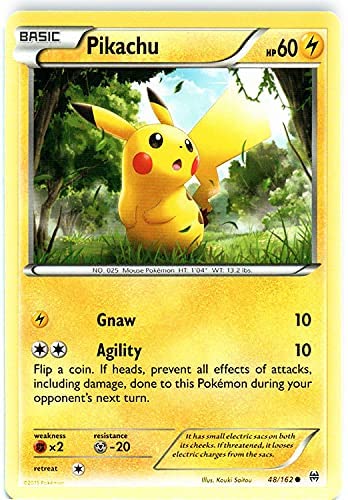 BASIC
Pikachu HP60
NO. 025 Mouse Pokémon HT: 1'04" WT: 13.2 lbs.
Gnaw 10
Agility 10
Flip a coin. If heads, prevent all effects of attacks,
including damage, done to this Pokémon during your
opponent's next turn.
weakness resistance
×2 -20
retreat
It has small electric sacs on both
its cheeks. If threatened, it looses
electric charges from the sacs.
Illus. Kouki Saitou 48/162
©2015 Pokémon